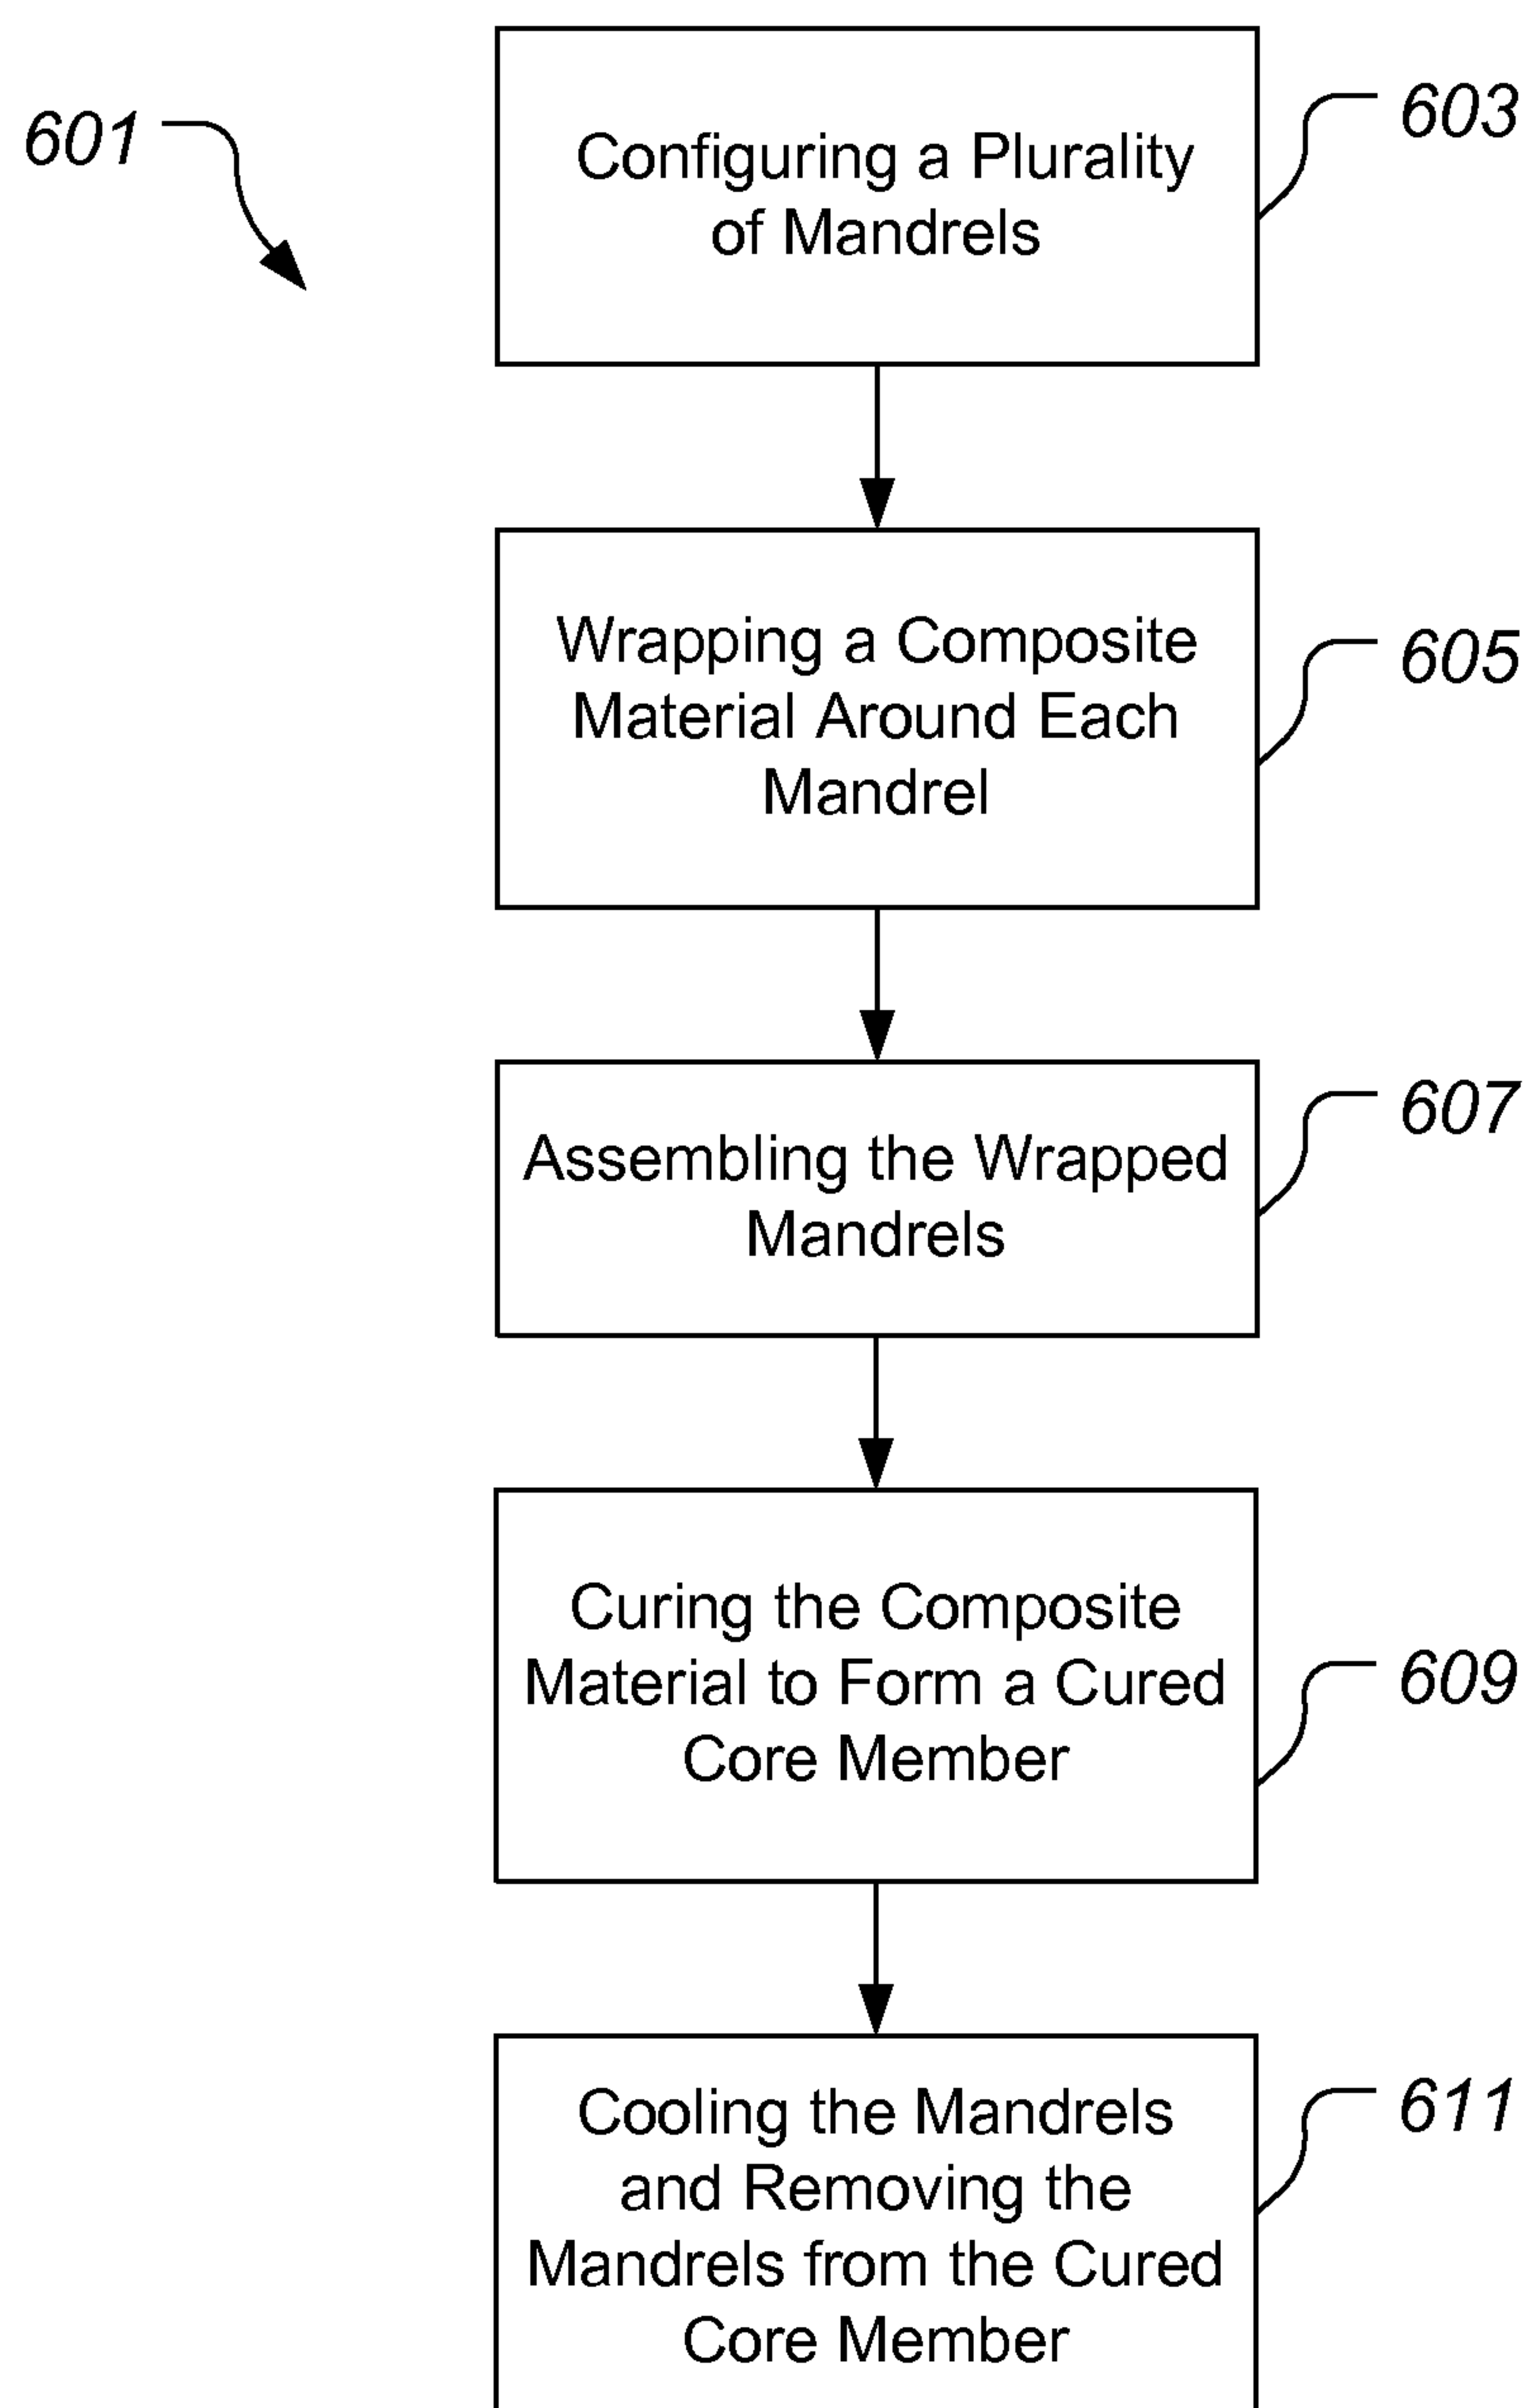 601
603
Configuring a Plurality
of Mandrels
605
Wrapping a Composite
Material Around Each
Mandrel
607
Assembling the Wrapped
Mandrels
609
Curing the Composite
Material to Form a Cured
Core Member
611
Cooling the Mandrels
and Removing the
Mandrels from the Cured
Core Member